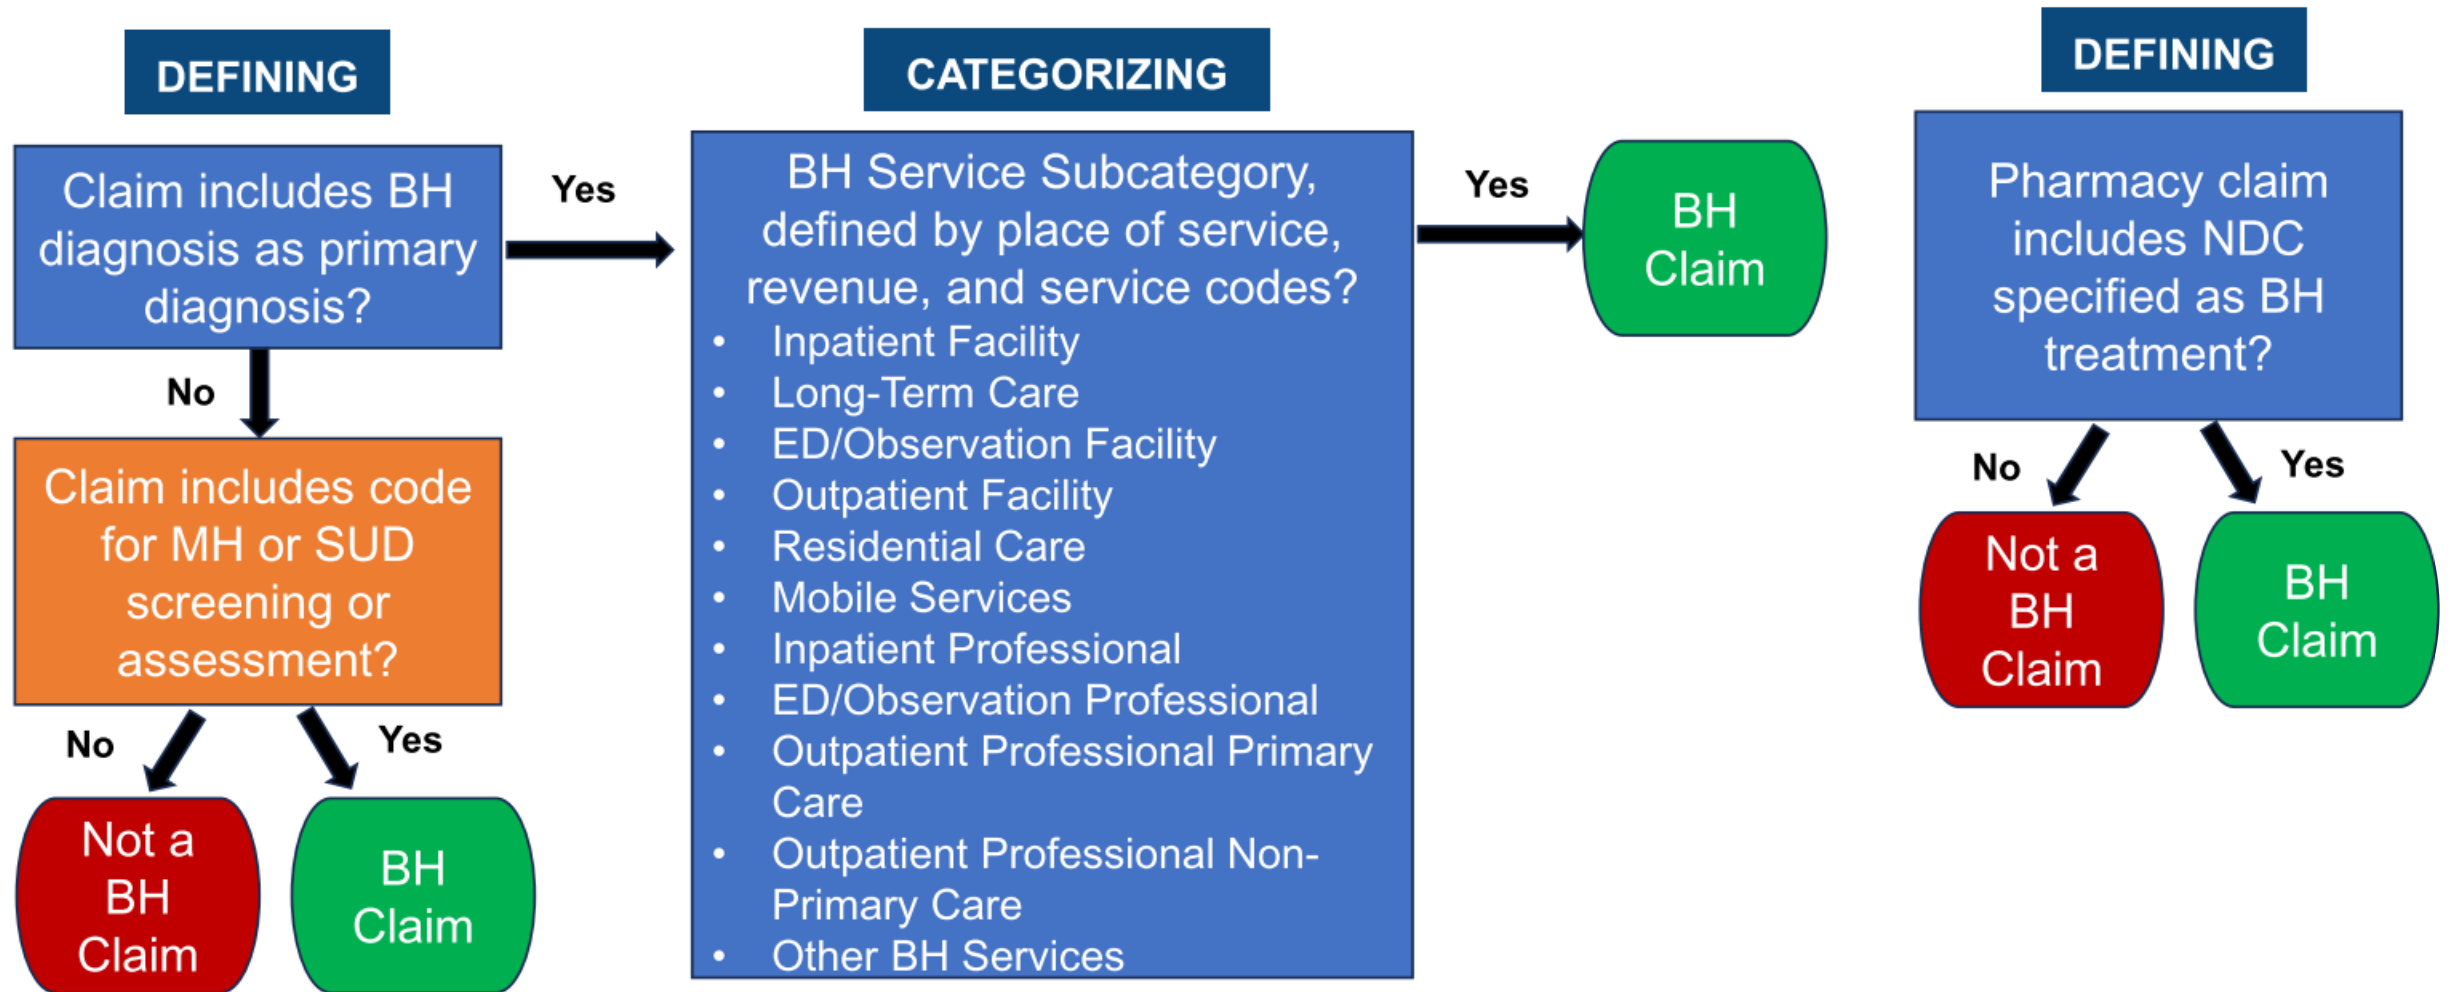 DEFINING
Claim includes BH
diagnosis as primary
diagnosis?
Yes
No
Claim includes code
for MH or SUD
screening or
assessment?
No
Yes
Not a
BH
Claim
BH
Claim
CATEGORIZING
BH Service Subcategory,
defined by place of service,
revenue, and service codes?
• Inpatient Facility
• Long-Term Care
• ED/Observation Facility
• Outpatient Facility
• Residential Care
• Mobile Services
• Inpatient Professional
• ED/Observation Professional
• Outpatient Professional Primary
Care
• Outpatient Professional Non-
Primary Care
• Other BH Services
Yes
BH
Claim
DEFINING
Pharmacy claim
includes NDC
specified as BH
treatment?
No
Yes
Not a
BH
Claim
BH
Claim